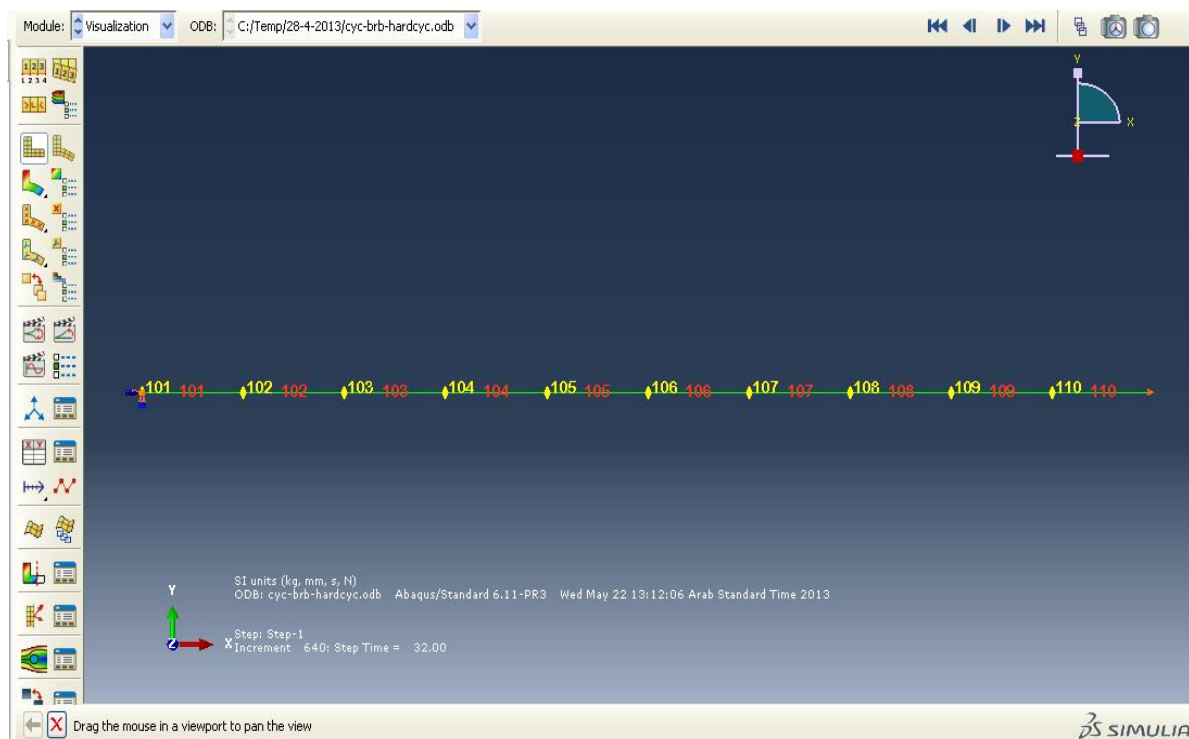 Module: Visualization ODB: C:/Temp/28-4-2013/cyc-brb-hardcyc.odb
Y
Z X
101 101 102 102 103 103 104 104 105 105 106 106 107 107 108 108 109 109 110 110
SI units (kg, mm, s, N)
ODB: cyc-brb-hardcyc.odb Abaqus/Standard 6.11-PR3 Wed May 22 13:12:06 Arab Standard Time 2013
Y
Step: Step-1
Z X Increment 640: Step Time = 32.00
Drag the mouse in a viewport to pan the view
SIMULIA